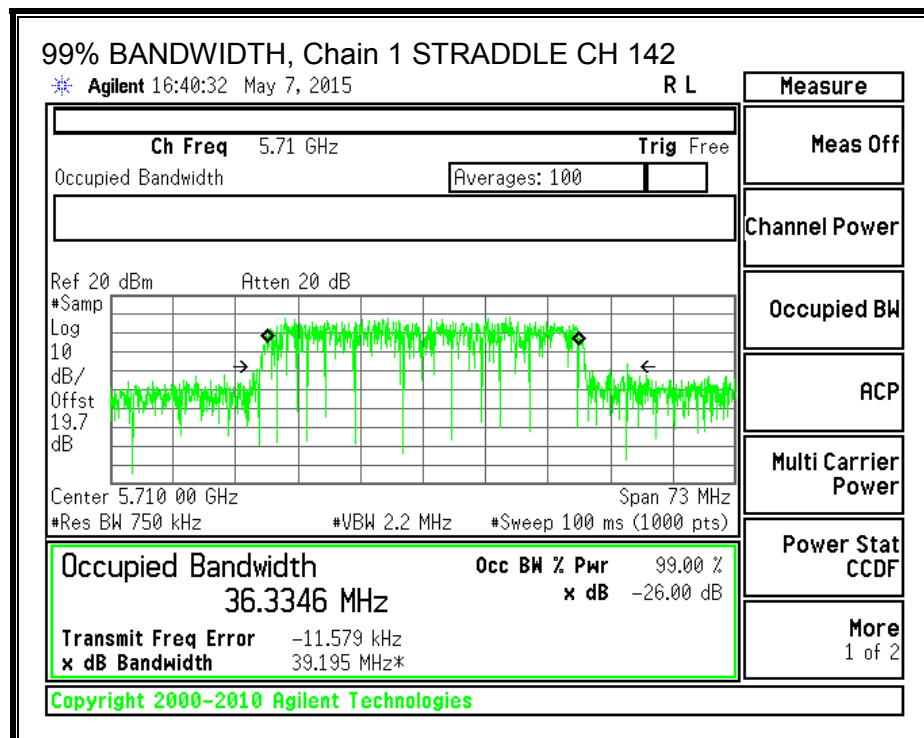 99% BANDWIDTH, Chain 1 STRADDLE CH 142
Agilent 16:40:32 May 7, 2015 R L
Measure
Ch Freq 5.71 GHz Trig Free
Occupied Bandwidth Averages: 100
Ref 20 dBm Atten 20 dB
#Samp
Log
10
dB/
Offst
19.7
dB
Center 5.710 00 GHz Span 73 MHz
#Res BW 750 kHz #VBW 2.2 MHz #Sweep 100 ms (1000 pts)
Occupied Bandwidth Occ BW % Pwr 99.00 %
36.3346 MHz x dB -26.00 dB
Transmit Freq Error -11.579 kHz
x dB Bandwidth 39.195 MHz*
Meas Off
Channel Power
Occupied BW
ACP
Multi Carrier
Power
Power Stat
CCDF
More
1 of 2
Copyright 2000-2010 Agilent Technologies